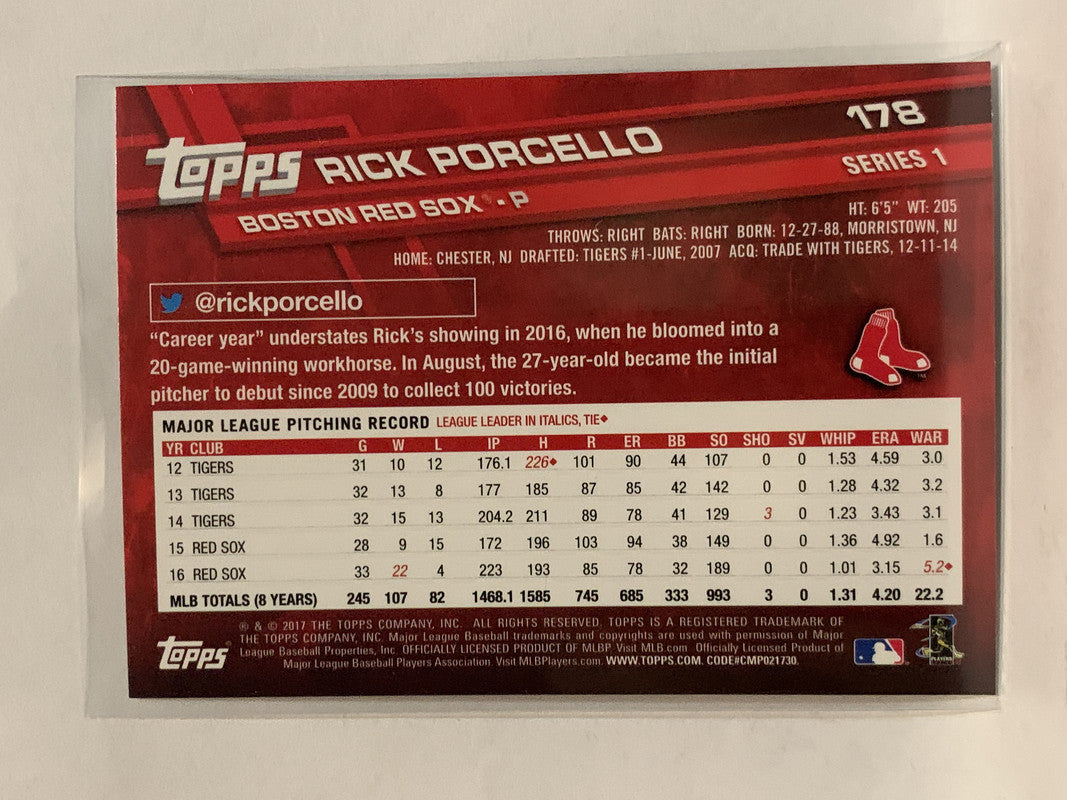 topps RICK PORCELLO 178
BOSTON RED SOX® • P SERIES 1
HT: 6'5" WT: 205
THROWS: RIGHT BATS: RIGHT BORN: 12-27-88, MORRISTOWN, NJ
HOME: CHESTER, NJ DRAFTED: TIGERS #1-JUNE, 2007 ACQ: TRADE WITH TIGERS, 12-11-14
@rickporcello
"Career year" understates Rick's showing in 2016, when he bloomed into a
20-game-winning workhorse. In August, the 27-year-old became the initial
pitcher to debut since 2009 to collect 100 victories.
MAJOR LEAGUE PITCHING RECORD LEAGUE LEADER IN ITALICS, TIE◆
YR CLUB G W L IP H R ER BB SO SHO SV WHIP ERA WAR
12 TIGERS 31 10 12 176.1 226◆ 101 90 44 107 0 0 1.53 4.59 3.0
13 TIGERS 32 13 8 177 185 87 85 42 142 0 0 1.28 4.32 3.2
14 TIGERS 32 15 13 204.2 211 89 78 41 129 3 0 1.23 3.43 3.1
15 RED SOX 28 9 15 172 196 103 94 38 149 0 0 1.36 4.92 1.6
16 RED SOX 33 22 4 223 193 85 78 32 189 0 0 1.01 3.15 5.2◆
MLB TOTALS (8 YEARS) 245 107 82 1468.1 1585 745 685 333 993 3 0 1.31 4.20 22.2
® & © 2017 THE TOPPS COMPANY, INC. ALL RIGHTS RESERVED. TOPPS IS A REGISTERED TRADEMARK OF
THE TOPPS COMPANY, INC. Major League Baseball trademarks and copyrights are used with permission of Major
League Baseball Properties, Inc. OFFICIALLY LICENSED PRODUCT OF MLBP. Visit MLB.com Officially Licensed Product of
Major League Baseball Players Association. Visit MLBPlayers.com. WWW.TOPPS.COM. CODE#CMP021730.
topps
PLAYERS